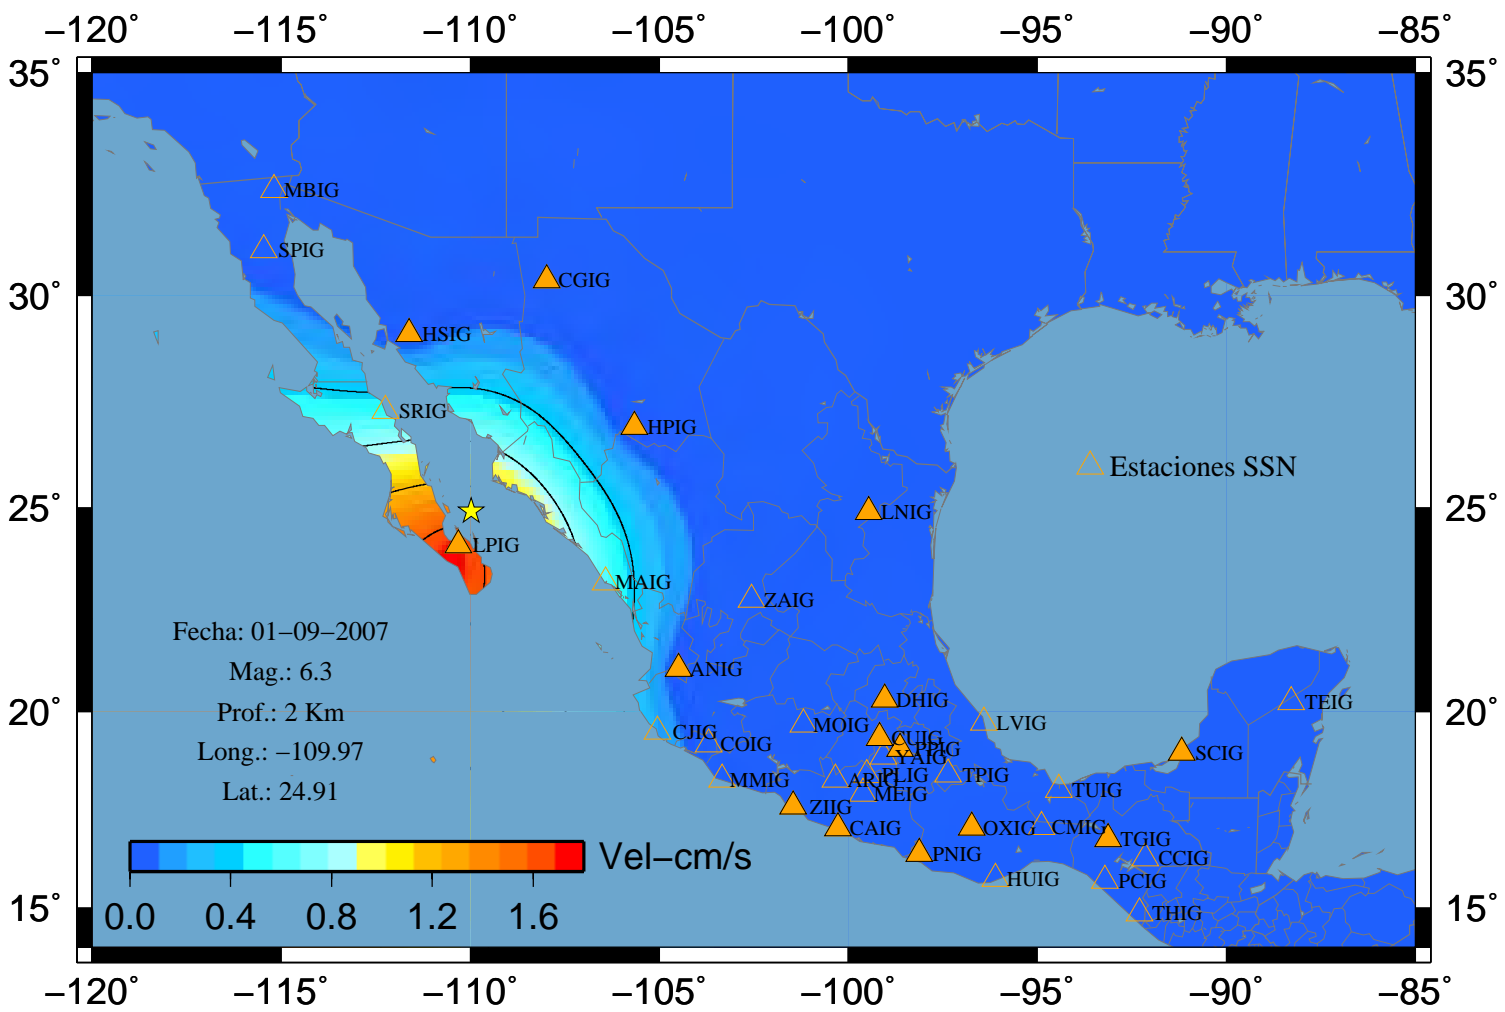 −120˚ −115˚ −110˚ −105˚ −100˚ −95˚ −90˚ −85˚
35˚ 35˚
MBIG
SPIG
CGIG
30˚ 30˚
HSIG
SRIG
HPIG
Estaciones SSN
25˚ LNIG 25˚
LPIG
MAIG
ZAIG
Fecha: 01−09−2007
ANIG
Mag.: 6.3
DHIG TEIG
20˚ Prof.: 2 Km 20˚
MOIG LVIG
CJIG COIG CUIG
Long.: −109.97 PPIG SCIG
YAIG
MMIG ARIG PLIG TPIG
Lat.: 24.91 MEIG TUIG
ZIIG
CAIG OXIG CMIG
TGIG
Vel−cm/s PNIG CCIG
HUIG PCIG
15˚ 0.0 0.4 0.8 1.2 1.6 THIG 15˚
−120˚ −115˚ −110˚ −105˚ −100˚ −95˚ −90˚ −85˚